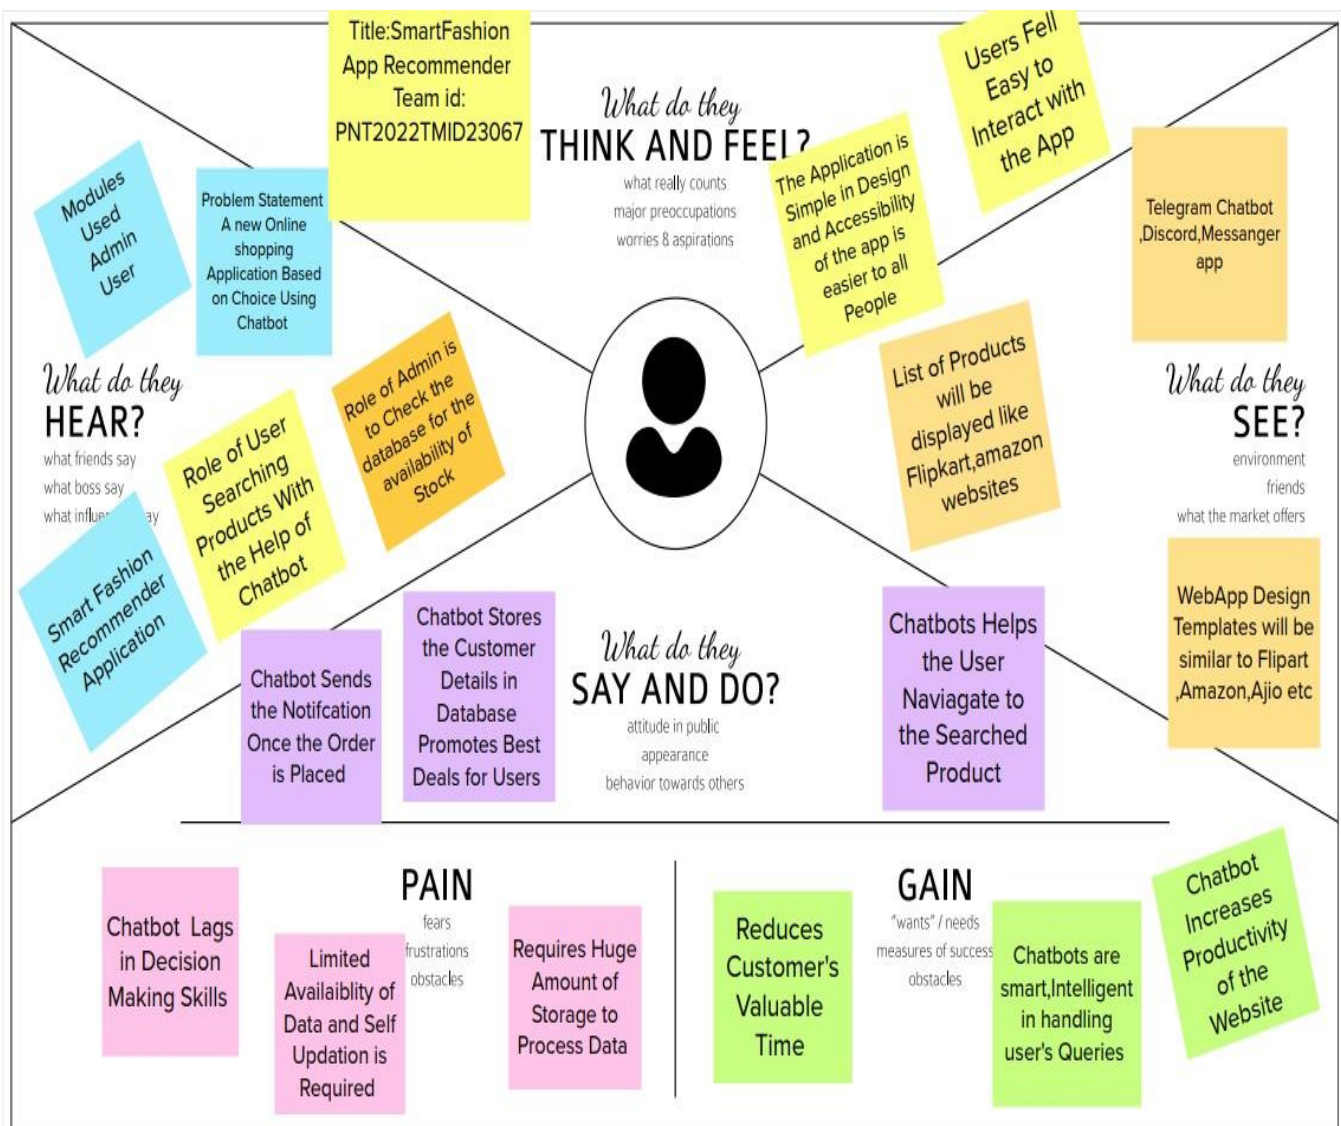 Title:SmartFashion
App Recommender
Team id:
PNT2022TMID23067
What do they
THINK AND FEEL?
what really counts
major preoccupations
worries & aspirations
Users Fell
Easy to
Interact with
the App
The Application is
Simple in Design
and Accessibility
of the app is
easier to all
People
Modules
Used
Admin
User
Problem Statement
A new Online
shopping
Application Based
on Choice Using
Chatbot
What do they
HEAR?
what friends say
what boss say
what
Role of User
Searching
Products With
the Help of
Chatbot
Role of Admin is
to Check the
database for the
availability of
Stock
Smart Fashion
Recommender
Application
Telegram Chatbot
,Discord,Messanger
app
List of Products
will be
displayed like
Flipkart,amazon
websites
What do they
SEE?
environment
friends
what the market offers
WebApp Design
Templates will be
similar to Flipart
,Amazon,Ajio etc
Chatbot Sends
the Notifcation
Once the Order
is Placed
Chatbot Stores
the Customer
Details in
Database
Promotes Best
Deals for Users
What do they
SAY AND DO?
attitude in public
appearance
behavior towards others
Chatbots Helps
the User
Naviagate to
the Searched
Product
PAIN
fears
frustrations
obstacles
Chatbot Lags
in Decision
Making Skills
Limited
Availaiblity of
Data and Self
Updation is
Required
Requires Huge
Amount of
Storage to
Process Data
GAIN
"wants" / needs
measures of success
obstacles
Reduces
Customer's
Valuable
Time
Chatbots are
smart,Intelligent
in handling
user's Queries
Chatbot
Increases
Productivity
of the
Website